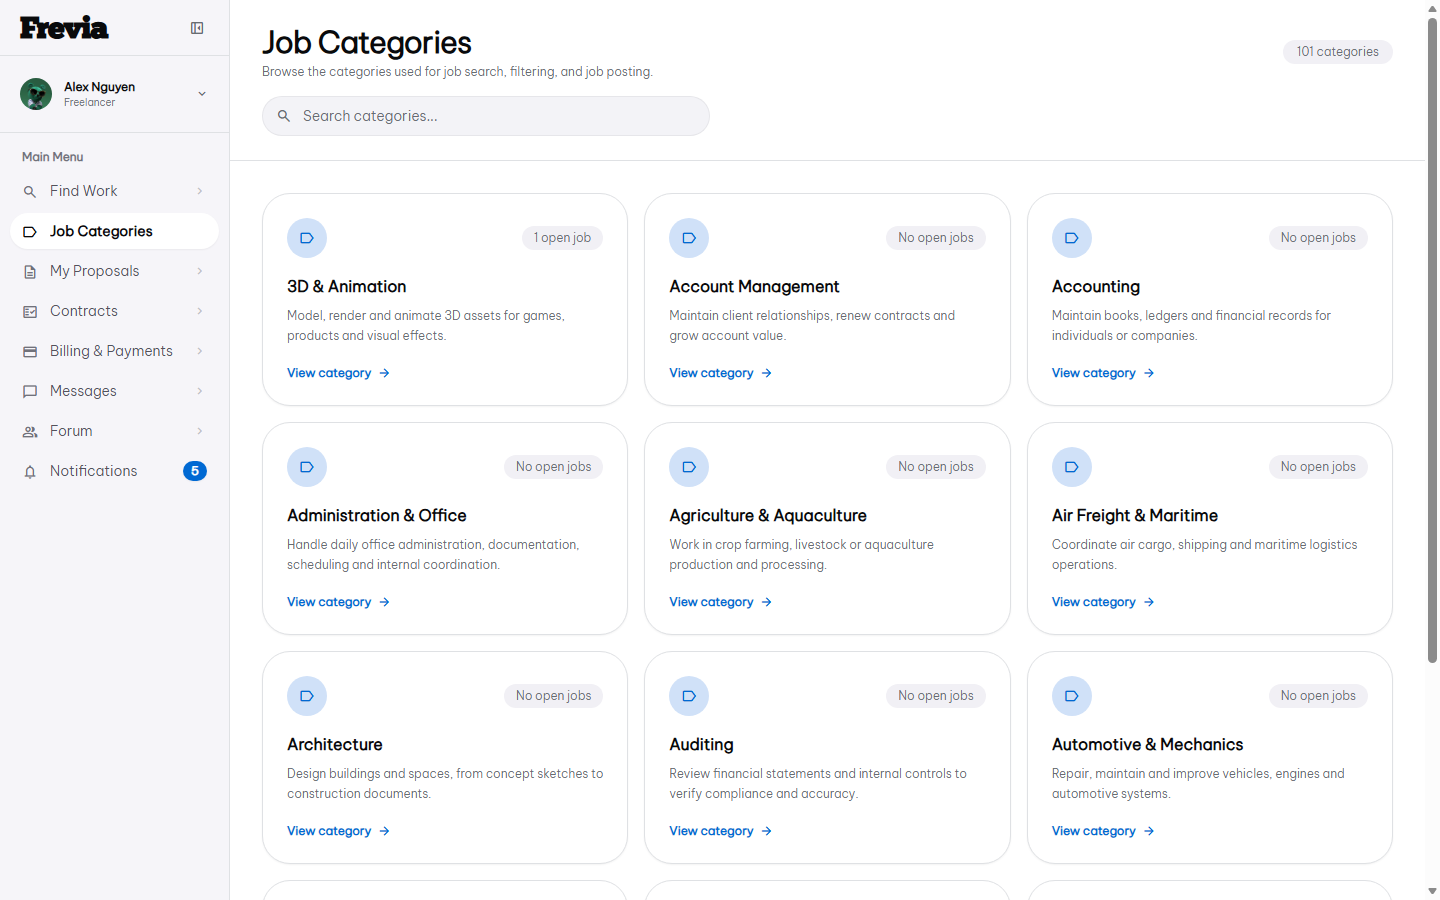 Frevia
Alex Nguyen
Freelancer
Main Menu
Find Work
Job Categories
My Proposals
Contracts
Billing & Payments
Messages
Forum
Notifications
5
Job Categories
Browse the categories used for job search, filtering, and job posting.
101 categories
Search categories...
1 open job
3D & Animation
Model, render and animate 3D assets for games,
products and visual effects.
View category
No open jobs
Account Management
Maintain client relationships, renew contracts and
grow account value.
View category
No open jobs
Accounting
Maintain books, ledgers and financial records for
individuals or companies.
View category
No open jobs
Administration & Office
Handle daily office administration, documentation,
scheduling and internal coordination.
View category
No open jobs
Agriculture & Aquaculture
Work in crop farming, livestock or aquaculture
production and processing.
View category
No open jobs
Air Freight & Maritime
Coordinate air cargo, shipping and maritime logistics
operations.
View category
No open jobs
Architecture
Design buildings and spaces, from concept sketches to
construction documents.
View category
No open jobs
Auditing
Review financial statements and internal controls to
verify compliance and accuracy.
View category
No open jobs
Automotive & Mechanics
Repair, maintain and improve vehicles, engines and
automotive systems.
View category